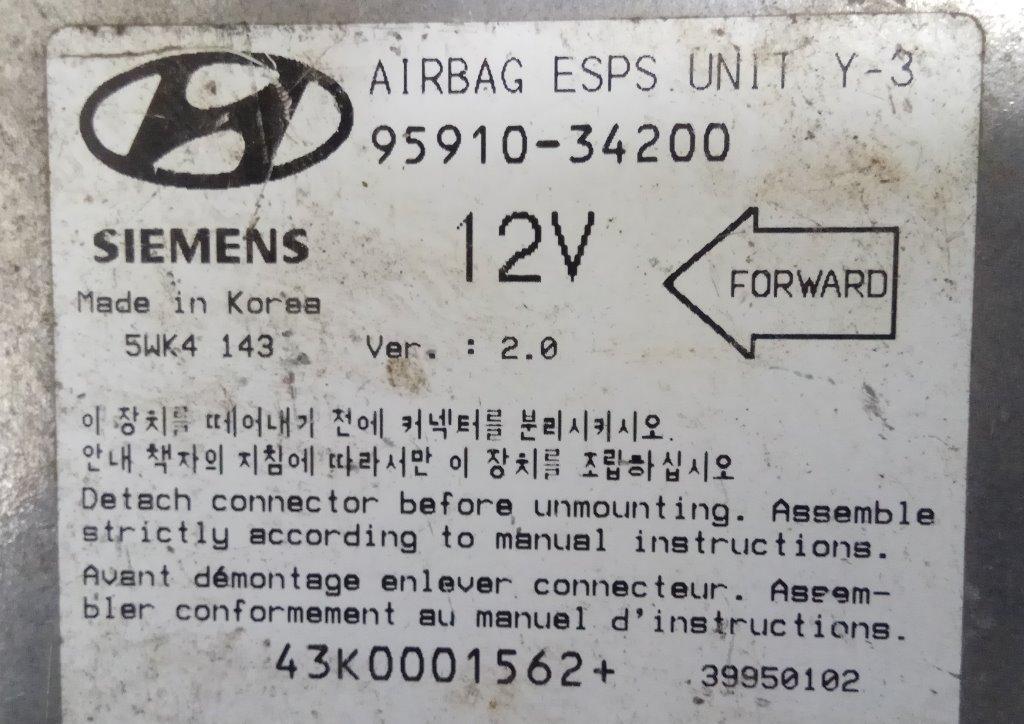 AIRBAG ESPS UNIT Y-3
95910-34200
SIEMENS
12V
FORWARD
Made in Korea
5WK4 143 Ver. : 2.0
이 장치를 떼어내기 전에 커넥터를 분리시키시오.
안내 책자의 지침에 따라서만 이 장치를 조립하십시오
Detach connector before unmounting. Assemble
strictly according to manual instructions.
Avant démontage enlever connecteur. Assem-
bler conformement au manuel d'instructions.
43K0001562+ 39950102